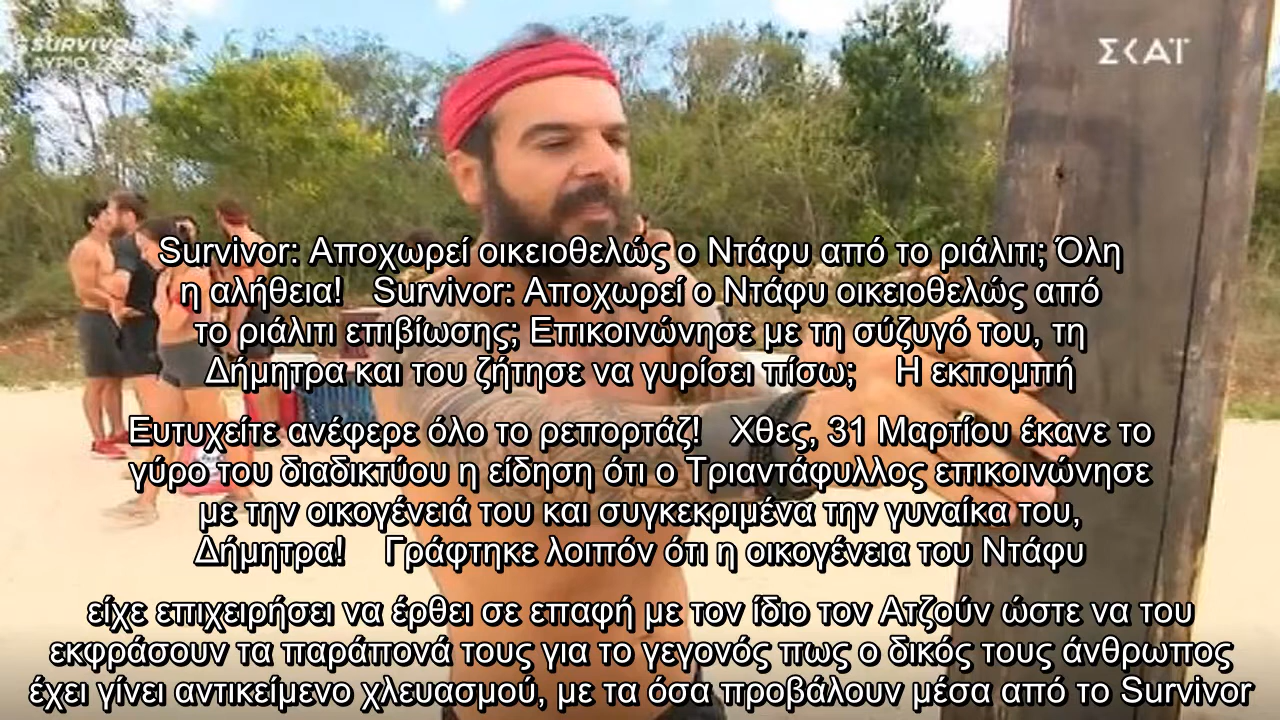 SURVIVOR
ΑΥΡΙΟ 22:00
ΣΚΑΪ
Survivor: Αποχωρεί οικειοθελώς ο Ντάφυ από το ριάλιτι; Όλη
η αλήθεια! Survivor: Αποχωρεί ο Ντάφυ οικειοθελώς από
το ριάλιτι επιβίωσης; Επικοινώνησε με τη σύζυγό του, τη
Δήμητρα και του ζήτησε να γυρίσει πίσω; Η εκπομπή
Ευτυχείτε ανέφερε όλο το ρεπορτάζ! Χθες, 31 Μαρτίου έκανε το
γύρο του διαδικτύου η είδηση ότι ο Τριαντάφυλλος επικοινώνησε
με την οικογένειά του και συγκεκριμένα την γυναίκα του,
Δήμητρα! Γράφτηκε λοιπόν ότι η οικογένεια του Ντάφυ
είχε επιχειρήσει να έρθει σε επαφή με τον ίδιο τον Ατζούν ώστε να του
εκφράσουν τα παράπονά τους για το γεγονός πως ο δικός τους άνθρωπος
έχει γίνει αντικείμενο χλευασμού, με τα όσα προβάλουν μέσα από το Survivor